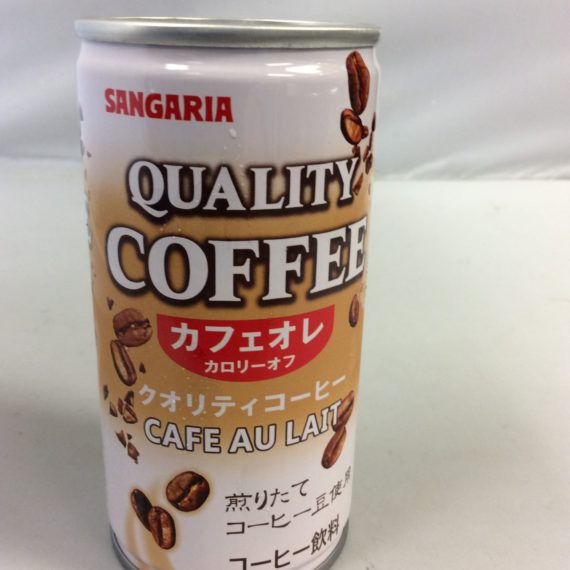 SANGARIA
QUALITY
COFFEE
カフェオレ
カロリーオフ
クオリティコーヒー
CAFE AU LAIT
煎りたて
コーヒー豆使用
コーヒー飲料